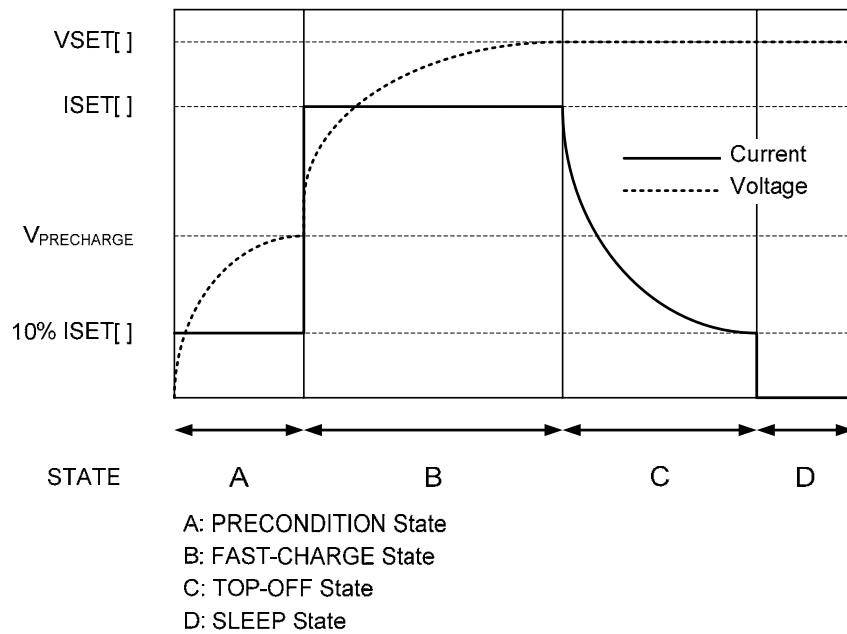 VSET[ ]
ISET[ ]
Current
Voltage
VPRECHARGE
10% ISET[ ]
STATE A B C D
A: PRECONDITION State
B: FAST-CHARGE State
C: TOP-OFF State
D: SLEEP State